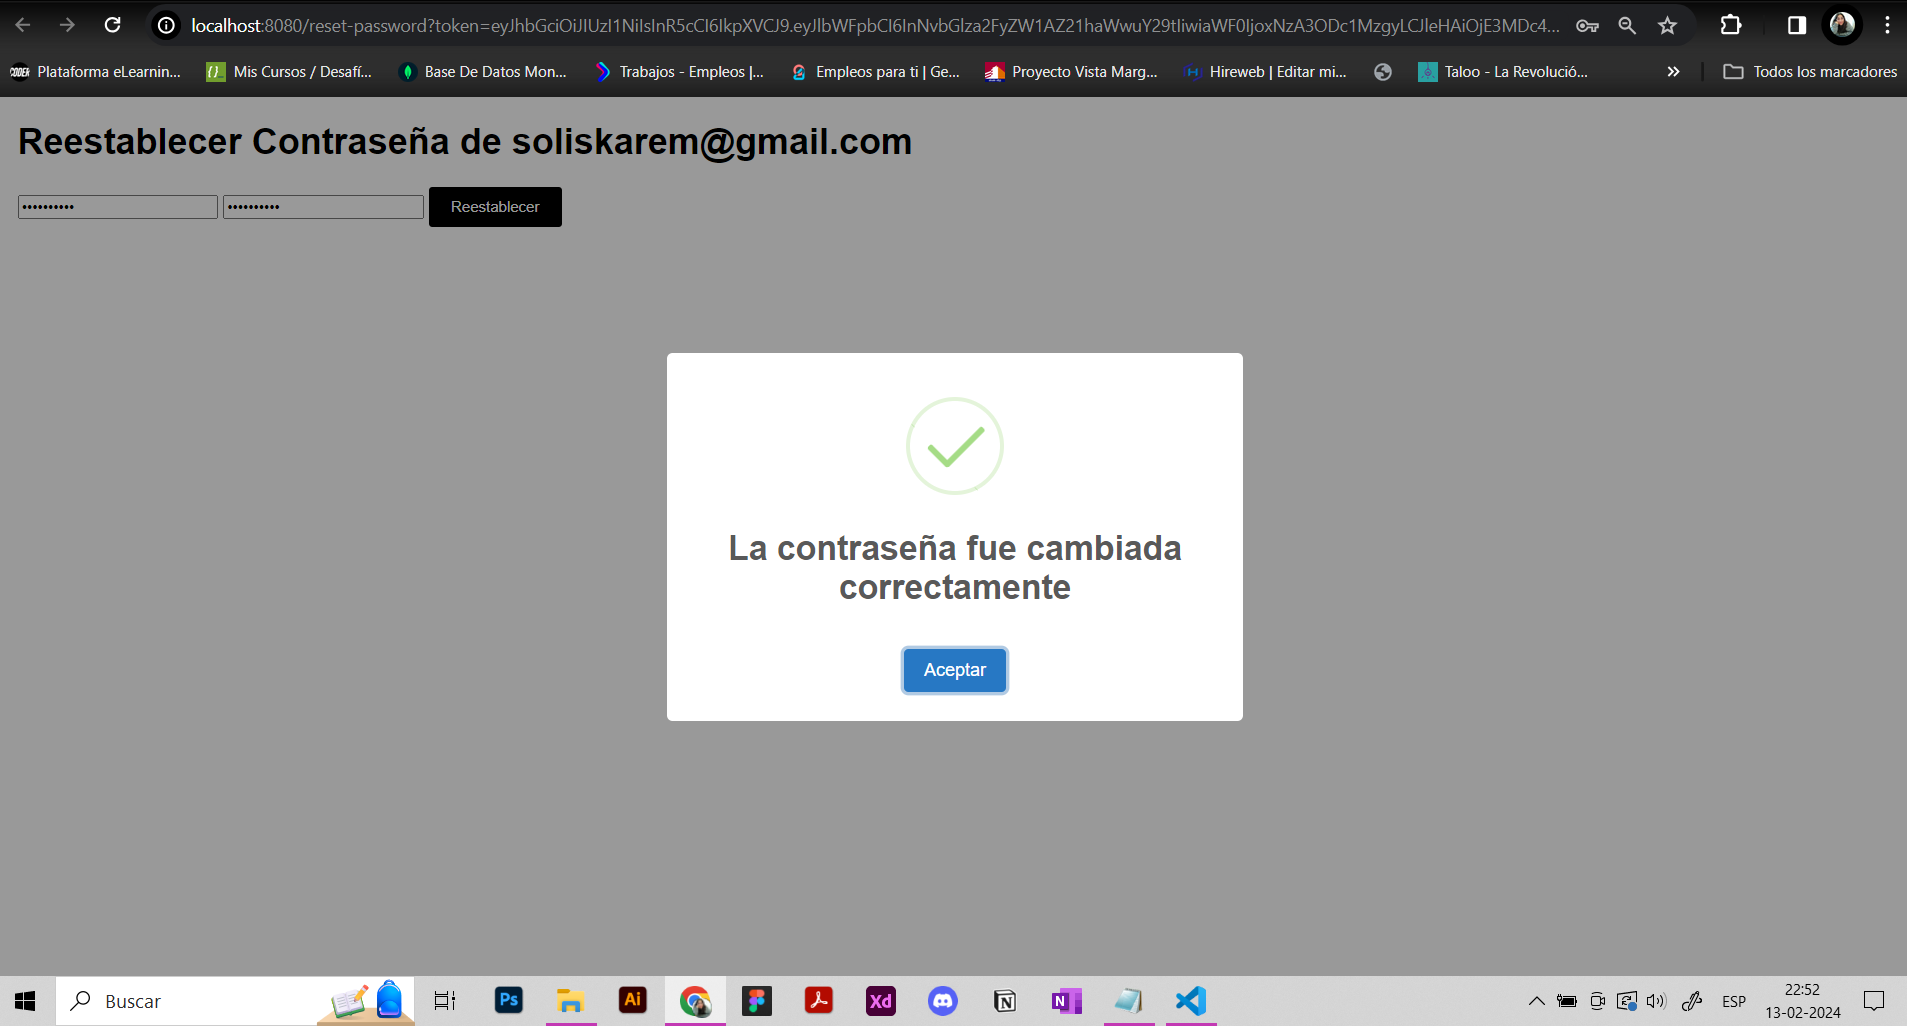 localhost:8080/reset-password?token=eyJhbGciOiJIUzI1NiIsInR5cCI6IkpXVCJ9.eyJlbWFpbCI6InNvbGlza2FyZW1AZ21haWwuY29tIiwiaWF0IjoxNzA3ODc1MzgyLCJleHAiOjE3MDc4...
CODER Plataforma eLearnin... Mis Cursos / Desafí... Base De Datos Mon... Trabajos - Empleos |... Empleos para ti | Ge... Proyecto Vista Marg... Hireweb | Editar mi... Taloo - La Revolució... Todos los marcadores
Reestablecer Contraseña de soliskarem@gmail.com
Reestablecer
La contraseña fue cambiada
correctamente
Aceptar
Buscar
Ps
Ai
Xd
N
N
ESP
22:52
13-02-2024